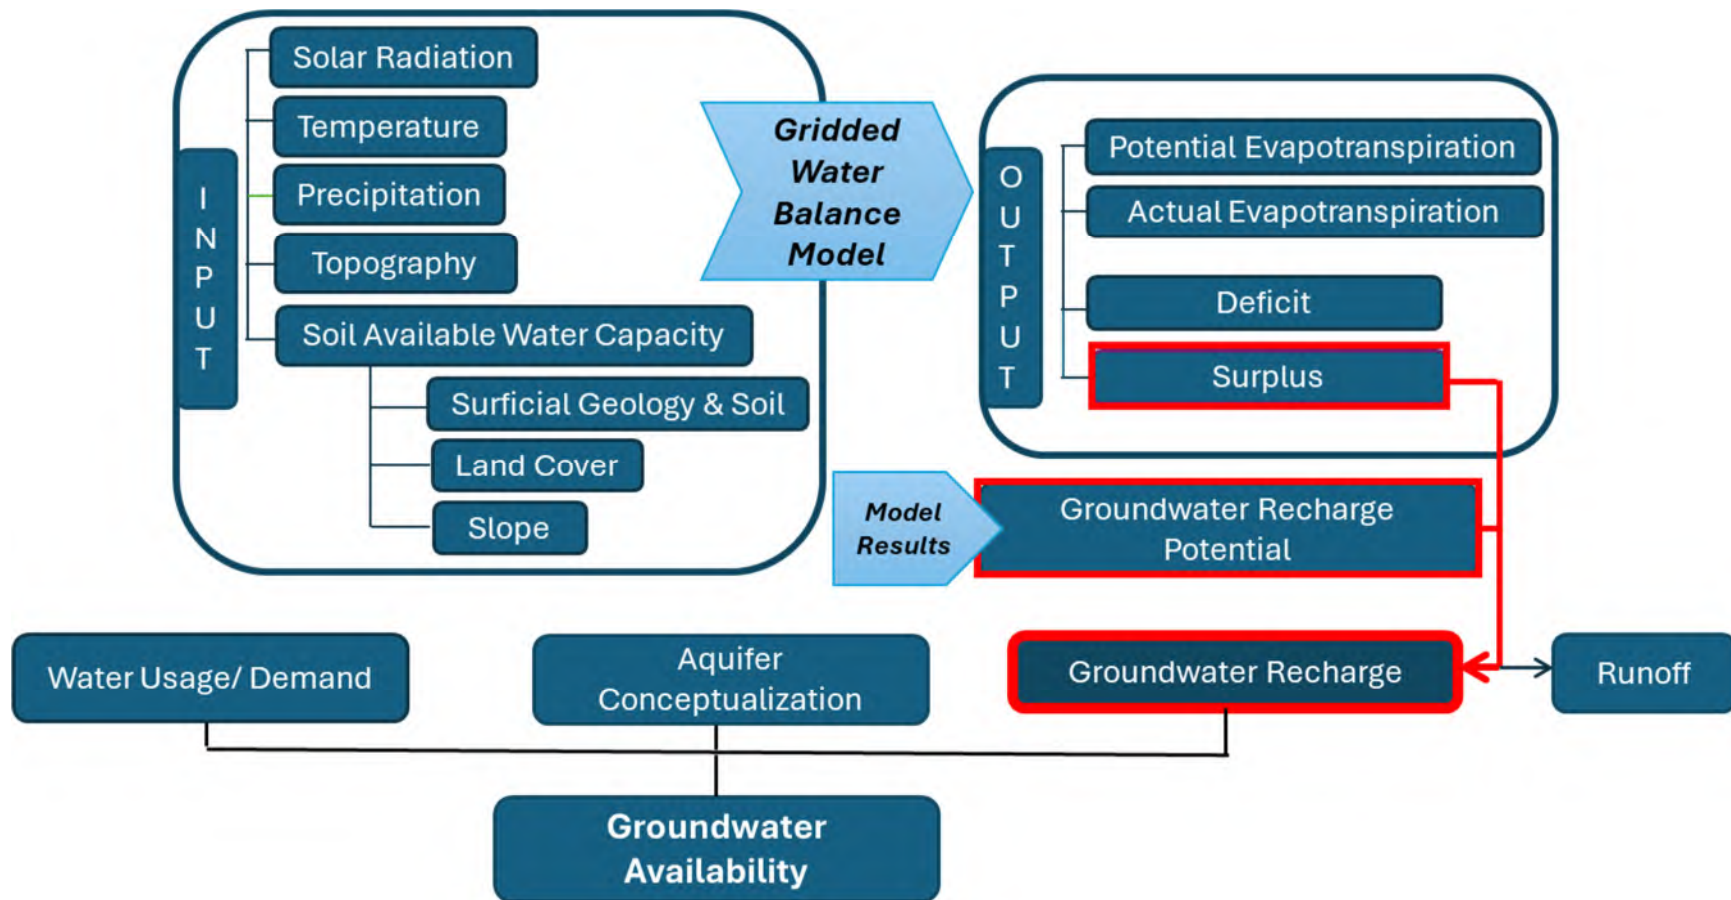 INPUT
Solar Radiation
Temperature
Precipitation
Topography
Soil Available Water Capacity
Surficial Geology & Soil
Land Cover
Slope
Gridded
Water
Balance
Model
OUTPUT
Potential Evapotranspiration
Actual Evapotranspiration
Deficit
Surplus
Model
Results
Groundwater Recharge
Potential
Water Usage/ Demand
Aquifer
Conceptualization
Groundwater Recharge
Runoff
Groundwater
Availability